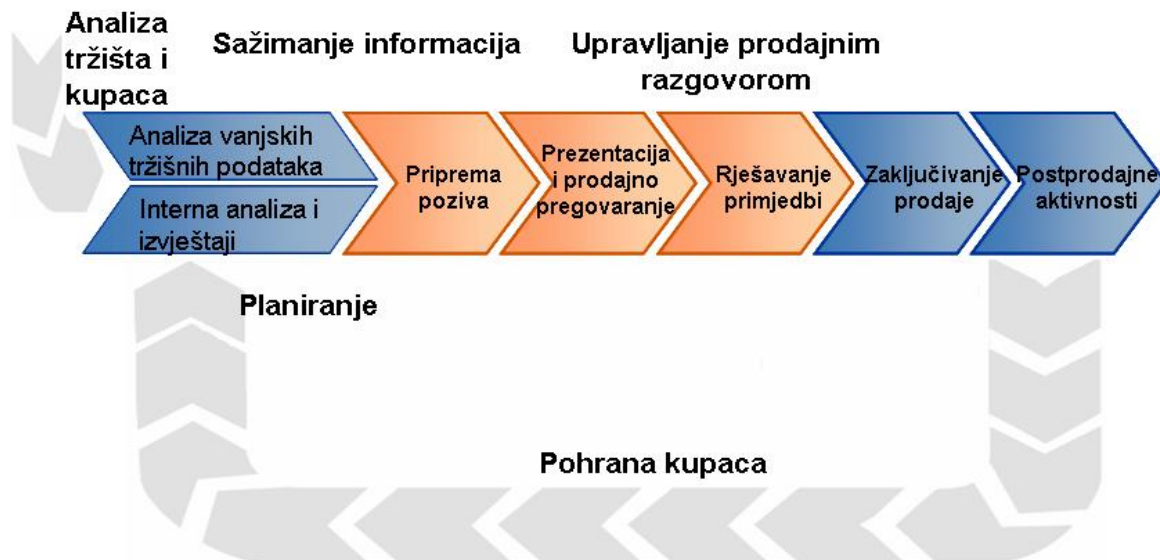 Analiza
tržišta i
kupaca
Sažimanje informacija
Upravljanje prodajnim
razgovorom
Analiza vanjskih
tržišnih podataka
Interna analiza i
izvještaji
Priprema
poziva
Prezentacija
i prodajno
pregovaranje
Rješavanje
primjedbi
Zaključivanje
prodaje
Postprodajne
aktivnosti
Planiranje
Pohrana kupaca